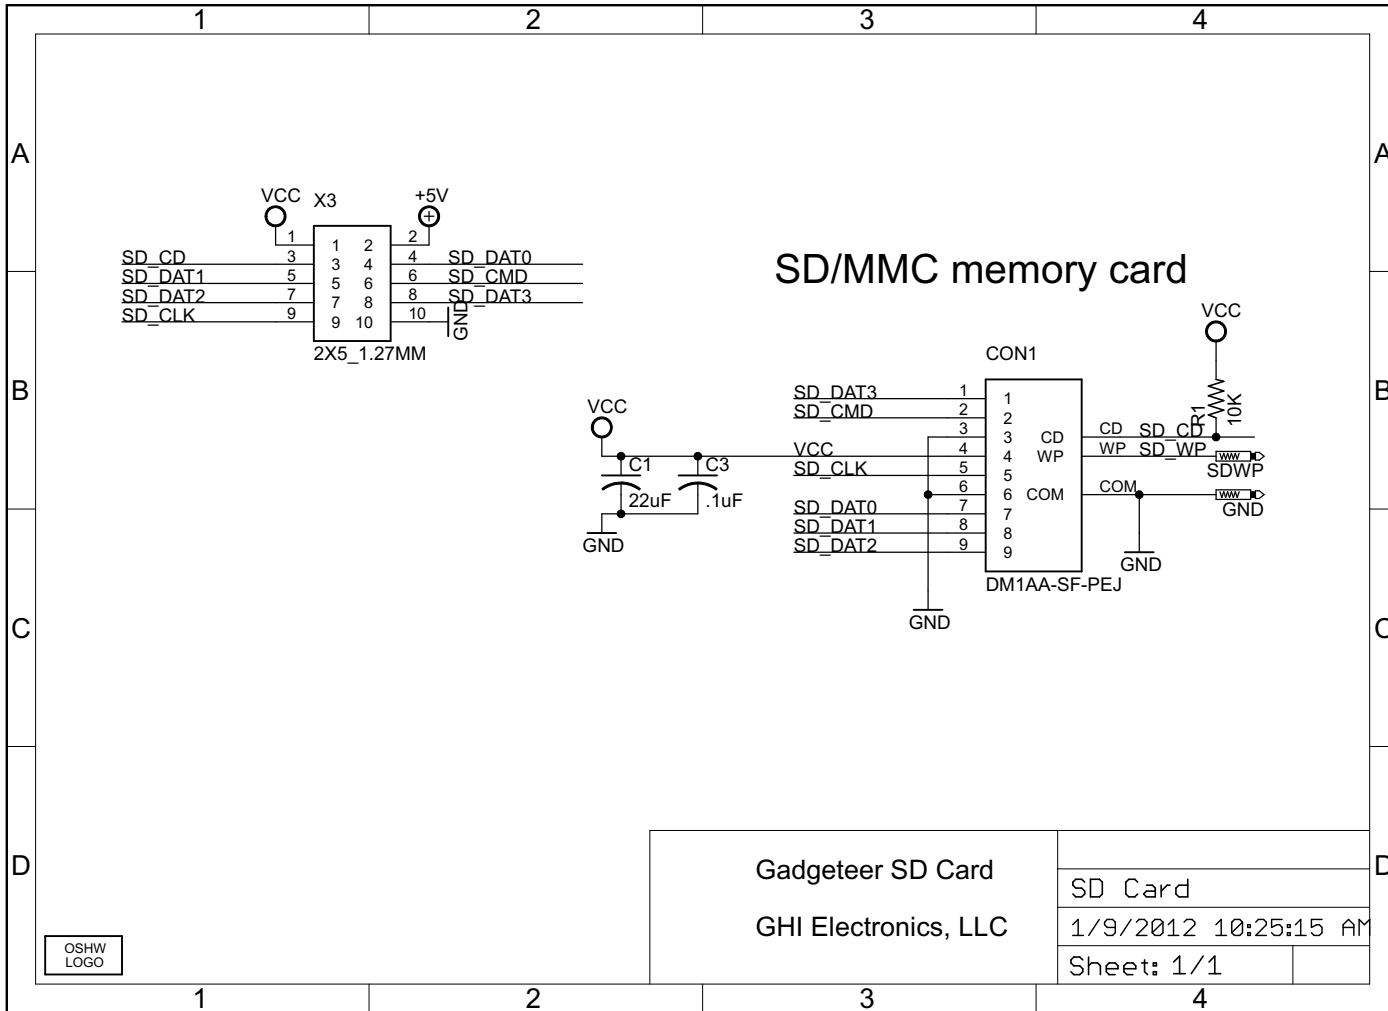 1 2 3 4
A A
VCC X3 +5V
1 1 2 2
SD_CD 3 3 4 4 SD_DAT0
SD_DAT1 5 5 6 6 SD_CMD
SD_DAT2 7 7 8 8 SD_DAT3
SD_CLK 9 9 10 10 GND
2X5_1.27MM
SD/MMC memory card
VCC
CON1
B B
R1 10K
SD_DAT3 1 1
SD_CMD 2 2
VCC
3 3 CD CD SD_CD
VCC 4 4 WP WP SD_WP
SDWP
C1 C3
22uF .1uF
SD_CLK 5 5
6 6 COM COM
GND
SD_DAT0 7 7
SD_DAT1 8 8
SD_DAT2 9 9
GND
GND
DM1AA-SF-PEJ
GND
C C
D D
Gadgeteer SD Card
GHI Electronics, LLC
SD Card
1/9/2012 10:25:15 AM
Sheet: 1/1
OSHW
LOGO
1 2 3 4